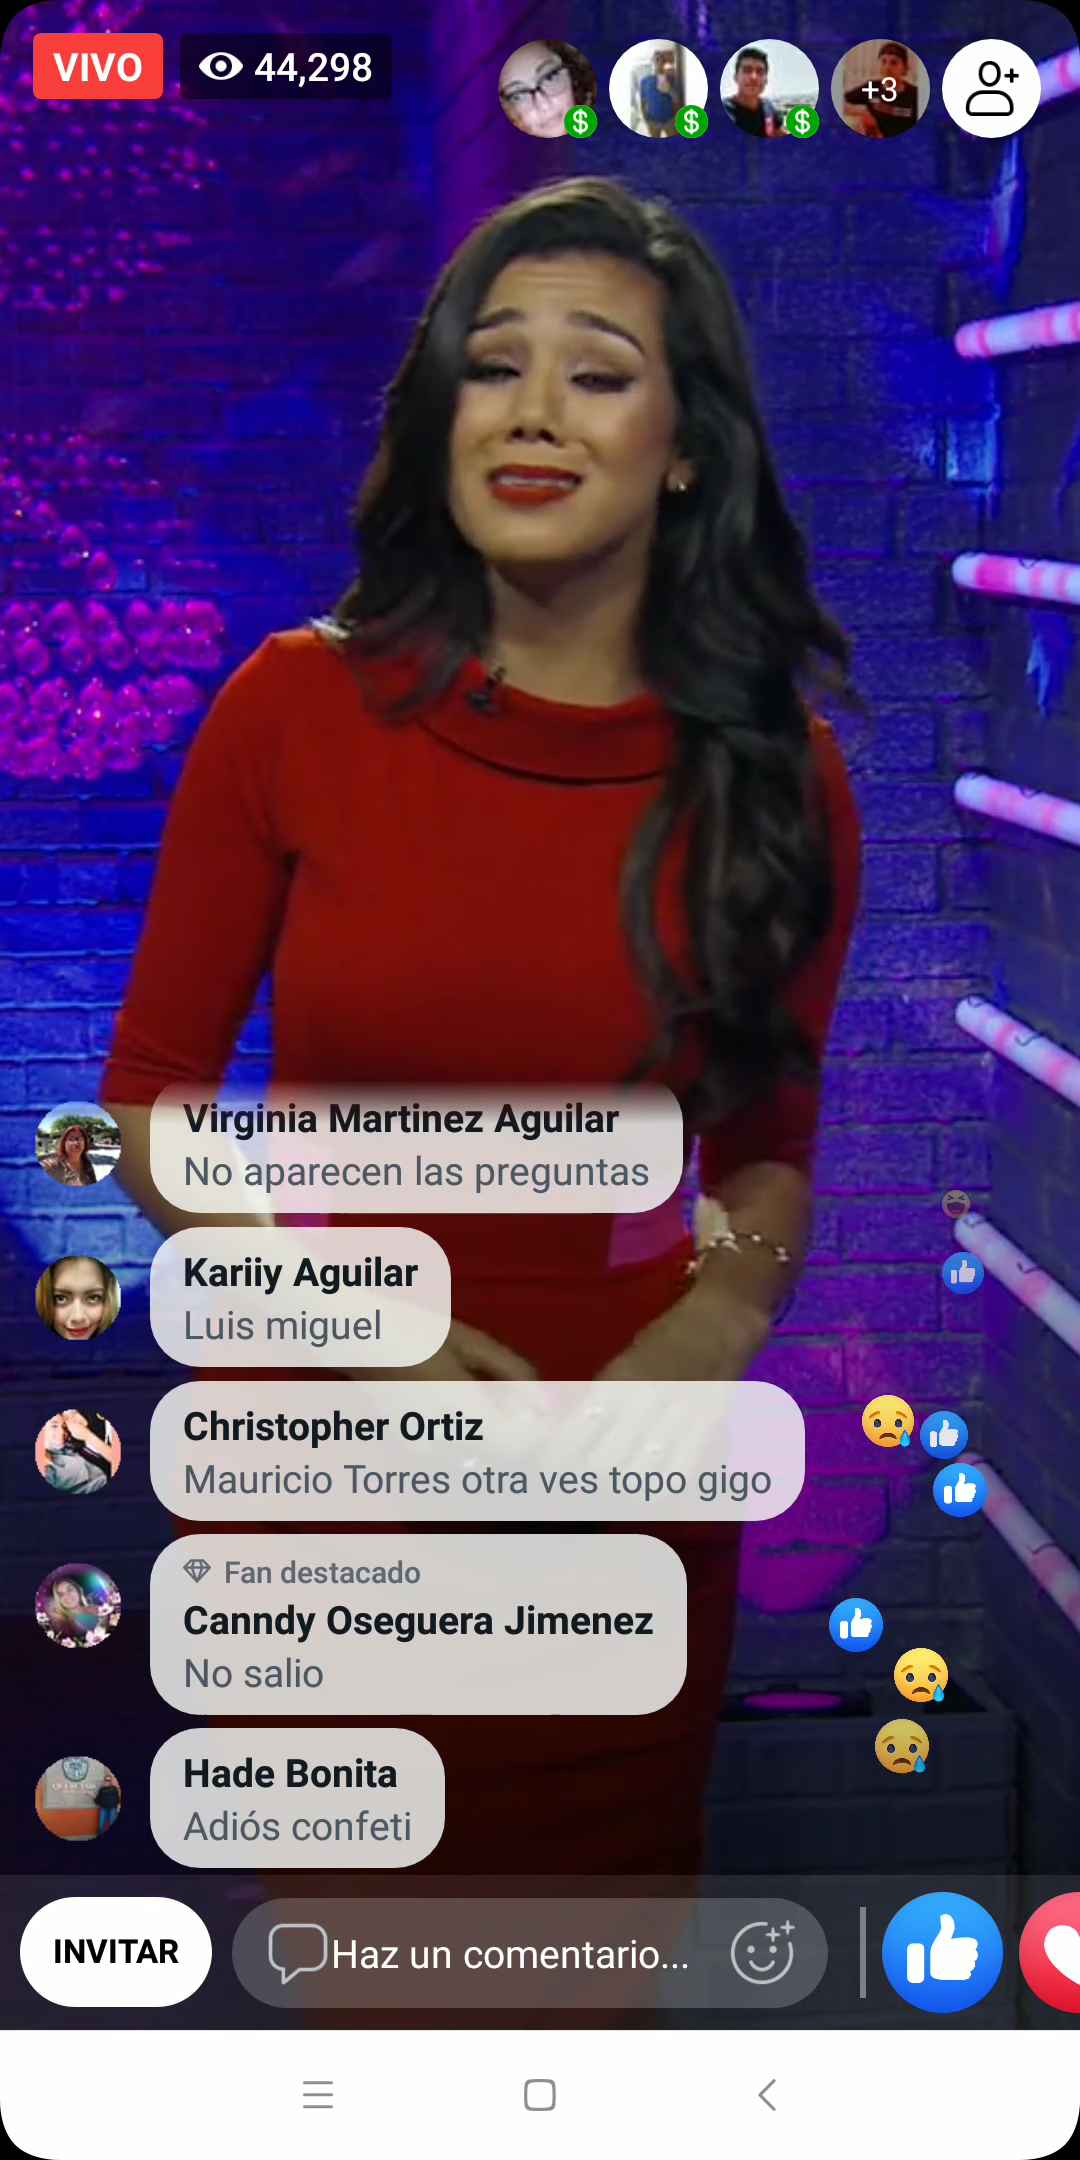 VIVO
44,298
+3
Virginia Martinez Aguilar
No aparecen las preguntas
Kariiy Aguilar
Luis miguel
Christopher Ortiz
Mauricio Torres otra ves topo gigo
Fan destacado
Canndy Oseguera Jimenez
No salio
Hade Bonita
Adiós confeti
INVITAR
Haz un comentario...